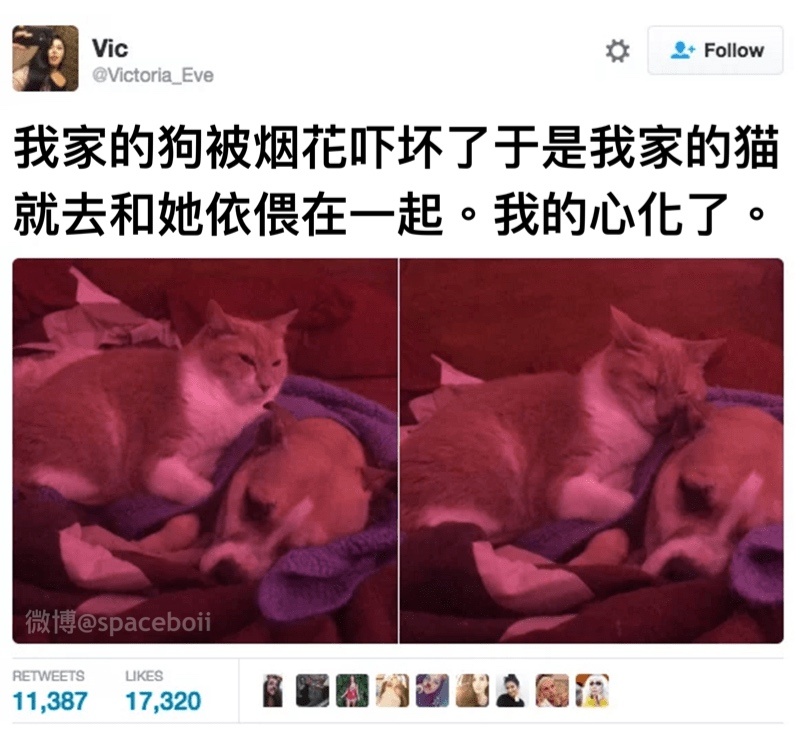 Vic
@Victoria_Eve
Follow
我家的狗被烟花吓坏了于是我家的猫
就去和她依偎在一起。我的心化了。
微博@spaceboii
RETWEETS LIKES
11,387 17,320